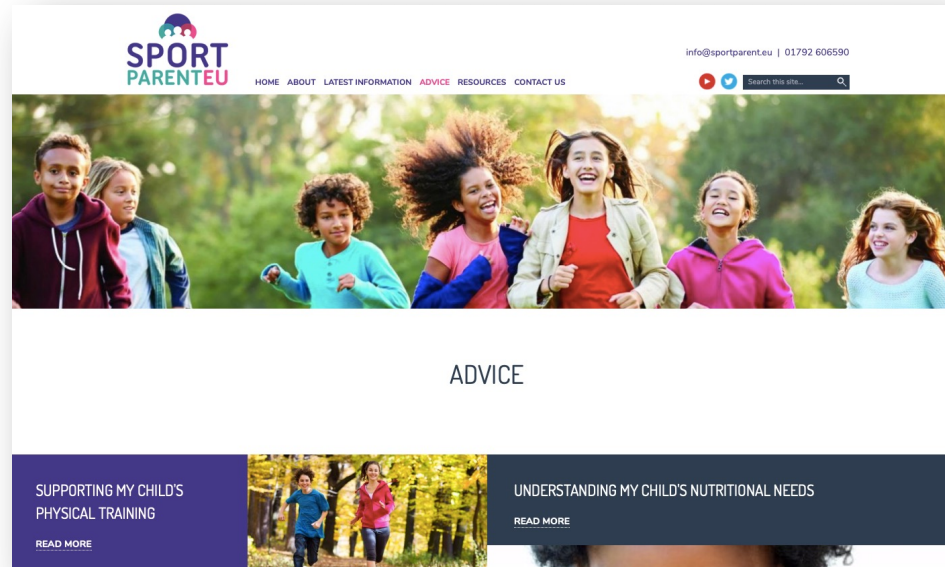 SPORT
PARENTEU
info@sportparent.eu | 01792 606590
HOME ABOUT LATEST INFORMATION ADVICE RESOURCES CONTACT US
Search this site...
ADVICE
SUPPORTING MY CHILD'S
PHYSICAL TRAINING
READ MORE
UNDERSTANDING MY CHILD'S NUTRITIONAL NEEDS
READ MORE